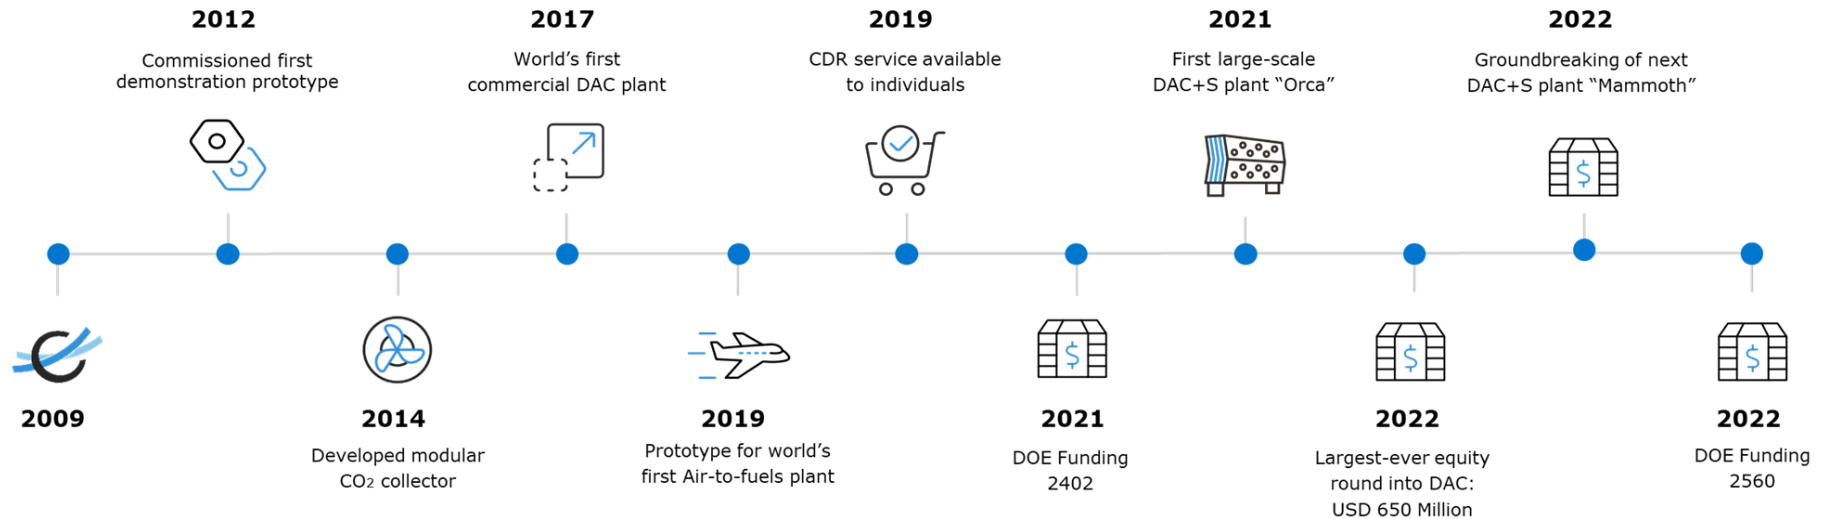 2012
Commissioned first
demonstration prototype
2017
World’s first
commercial DAC plant
2019
CDR service available
to individuals
2021
First large-scale
DAC+S plant “Orca”
2022
Groundbreaking of next
DAC+S plant “Mammoth”
$
$
$
$
2009
2014
Developed modular
CO₂ collector
2019
Prototype for world’s
first Air-to-fuels plant
2021
DOE Funding
2402
2022
Largest-ever equity
round into DAC:
USD 650 Million
2022
DOE Funding
2560